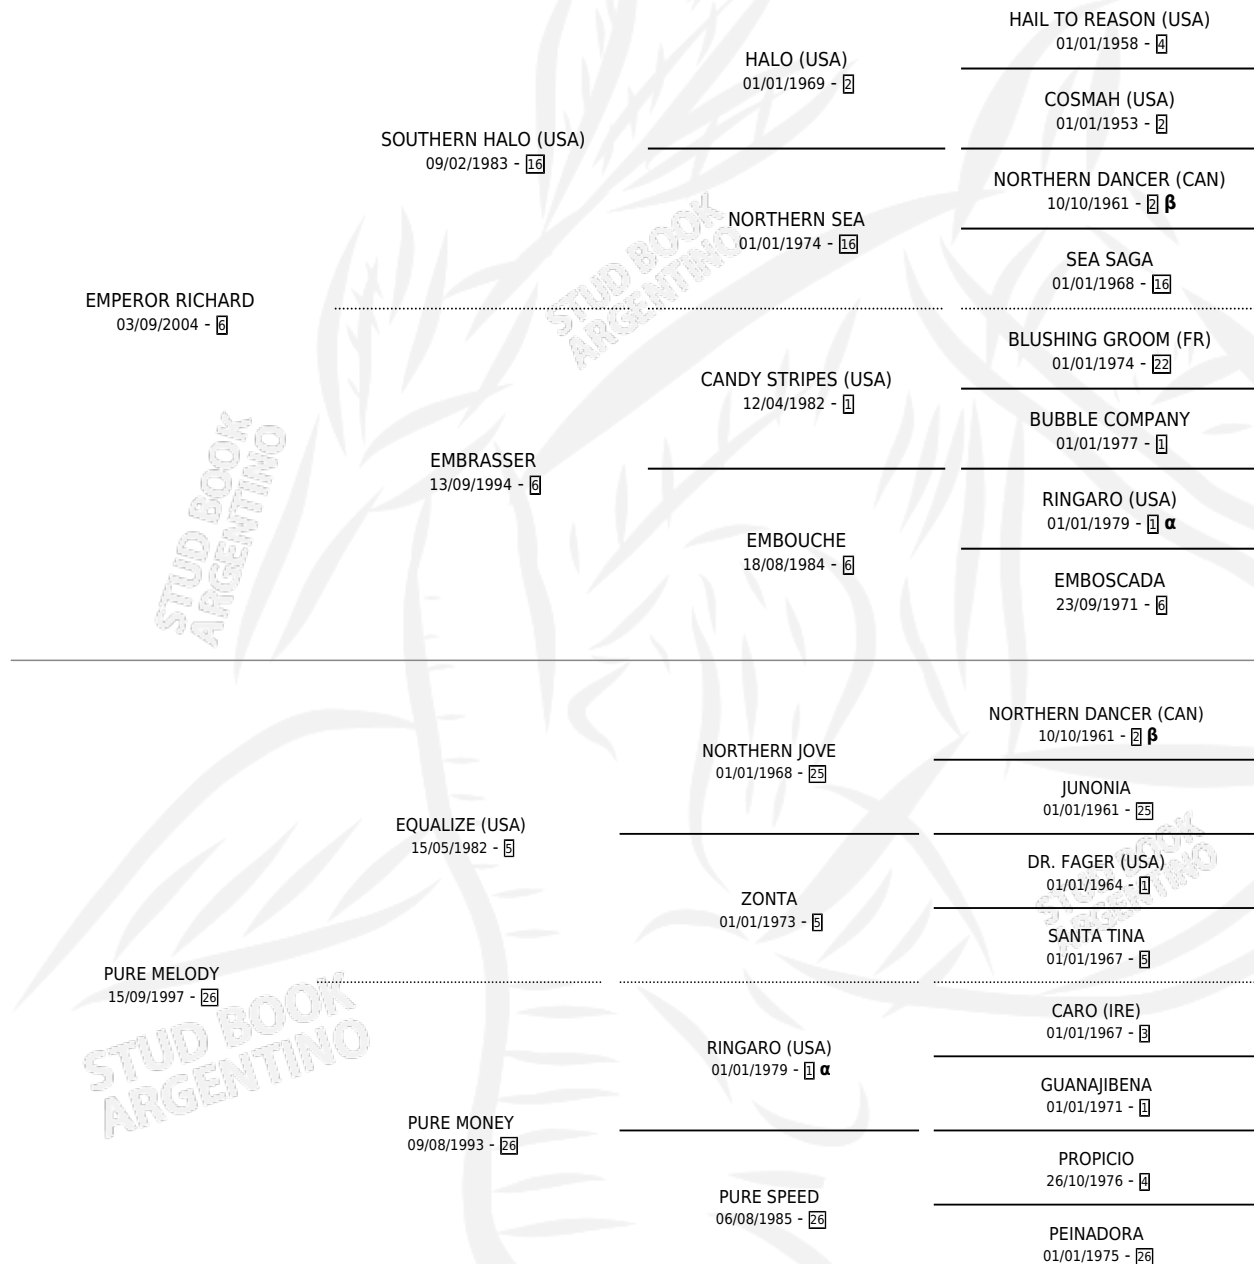 HAIL TO REASON (USA)
01/01/1958 - 4
HALO (USA)
01/01/1969 - 2
COSMAH (USA)
01/01/1953 - 2
SOUTHERN HALO (USA)
09/02/1983 - 16
NORTHERN DANCER (CAN)
10/10/1961 - 2 β
NORTHERN SEA
01/01/1974 - 16
SEA SAGA
01/01/1968 - 16
STUD BOOK
ARGENTINO
EMPEROR RICHARD
03/09/2004 - 6
BLUSHING GROOM (FR)
01/01/1974 - 22
CANDY STRIPES (USA)
12/04/1982 - 1
BUBBLE COMPANY
01/01/1977 - 1
EMBRASSER
13/09/1994 - 6
RINGARO (USA)
01/01/1979 - 1 α
EMBOUCHE
18/08/1984 - 6
EMBOSCADA
23/09/1971 - 6
STUD BOOK
ARGENTINO
NORTHERN DANCER (CAN)
10/10/1961 - 2 β
NORTHERN JOVE
01/01/1968 - 25
JUNONIA
01/01/1961 - 25
EQUALIZE (USA)
15/05/1982 - 5
DR. FAGER (USA)
01/01/1964 - 1
ZONTA
01/01/1973 - 5
SANTA TINA
01/01/1967 - 5
STUD BOOK
ARGENTINO
PURE MELODY
15/09/1997 - 26
CARO (IRE)
01/01/1967 - 3
RINGARO (USA)
01/01/1979 - 1 α
GUANAJIBENA
01/01/1971 - 1
PURE MONEY
09/08/1993 - 26
PROPICIO
26/10/1976 - 4
PURE SPEED
06/08/1985 - 26
PEINADORA
01/01/1975 - 26
STUD BOOK
ARGENTINO